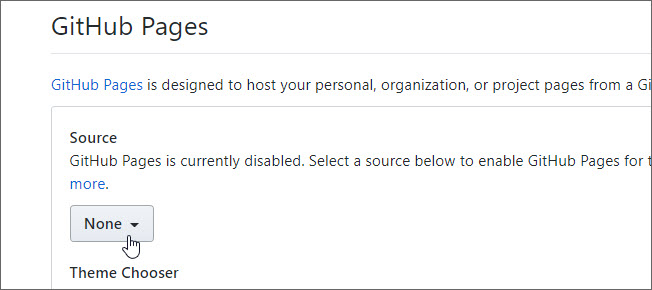 GitHub Pages
GitHub Pages is designed to host your personal, organization, or project pages from a
Source
GitHub Pages is currently disabled. Select a source below to enable GitHub Pages for
more.
None
Theme Chooser